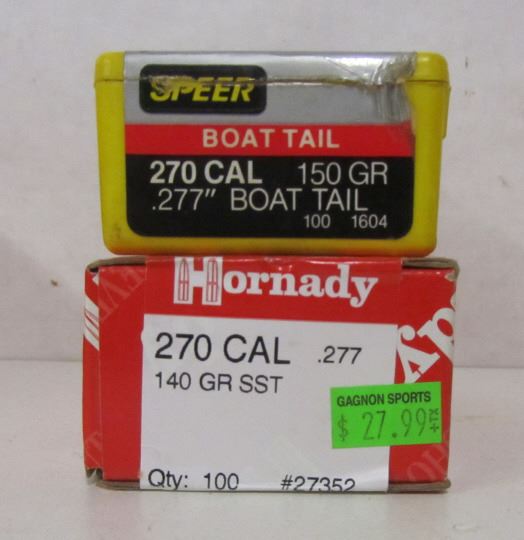 SPEER
BOAT TAIL
270 CAL 150 GR
.277" BOAT TAIL
100 1604
Hornady
270 CAL .277
140 GR SST
GAGNON SPORTS
$ 27.99 +TX
Qty: 100 #27352